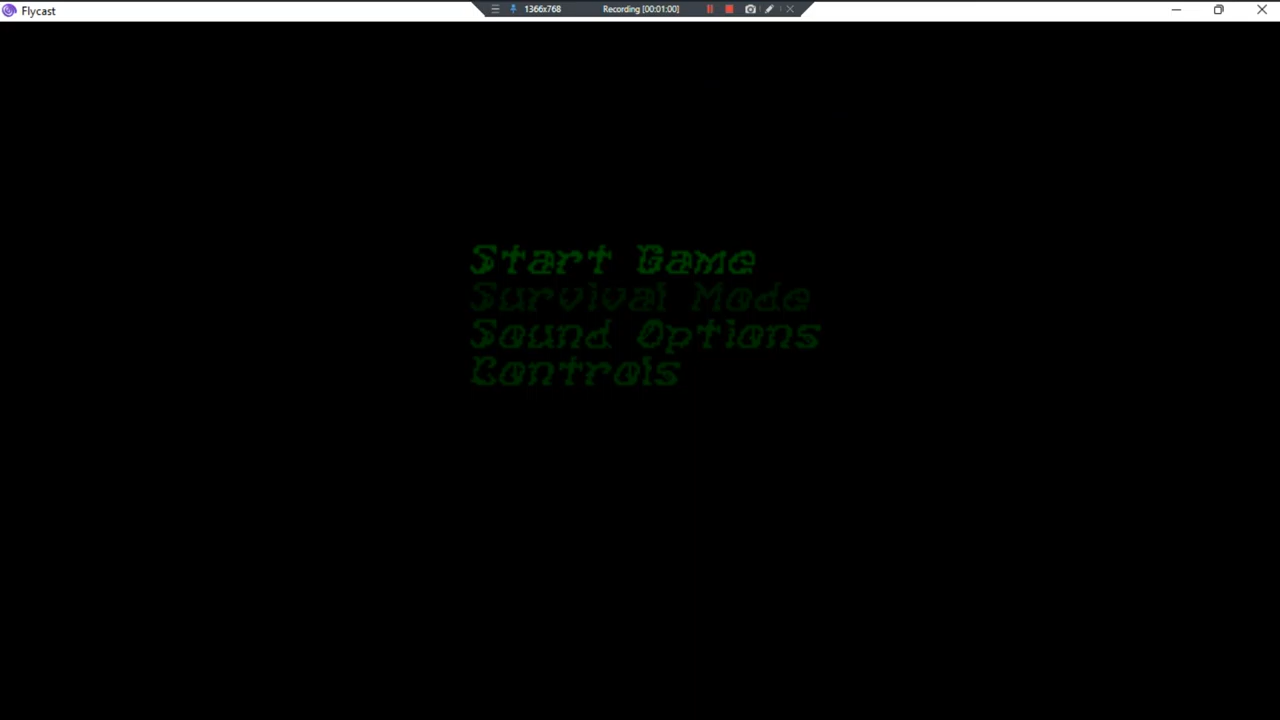 Flycast
1366x768
Recording [00:01:00]
Start Game
Survival Mode
Sound Options
Controls